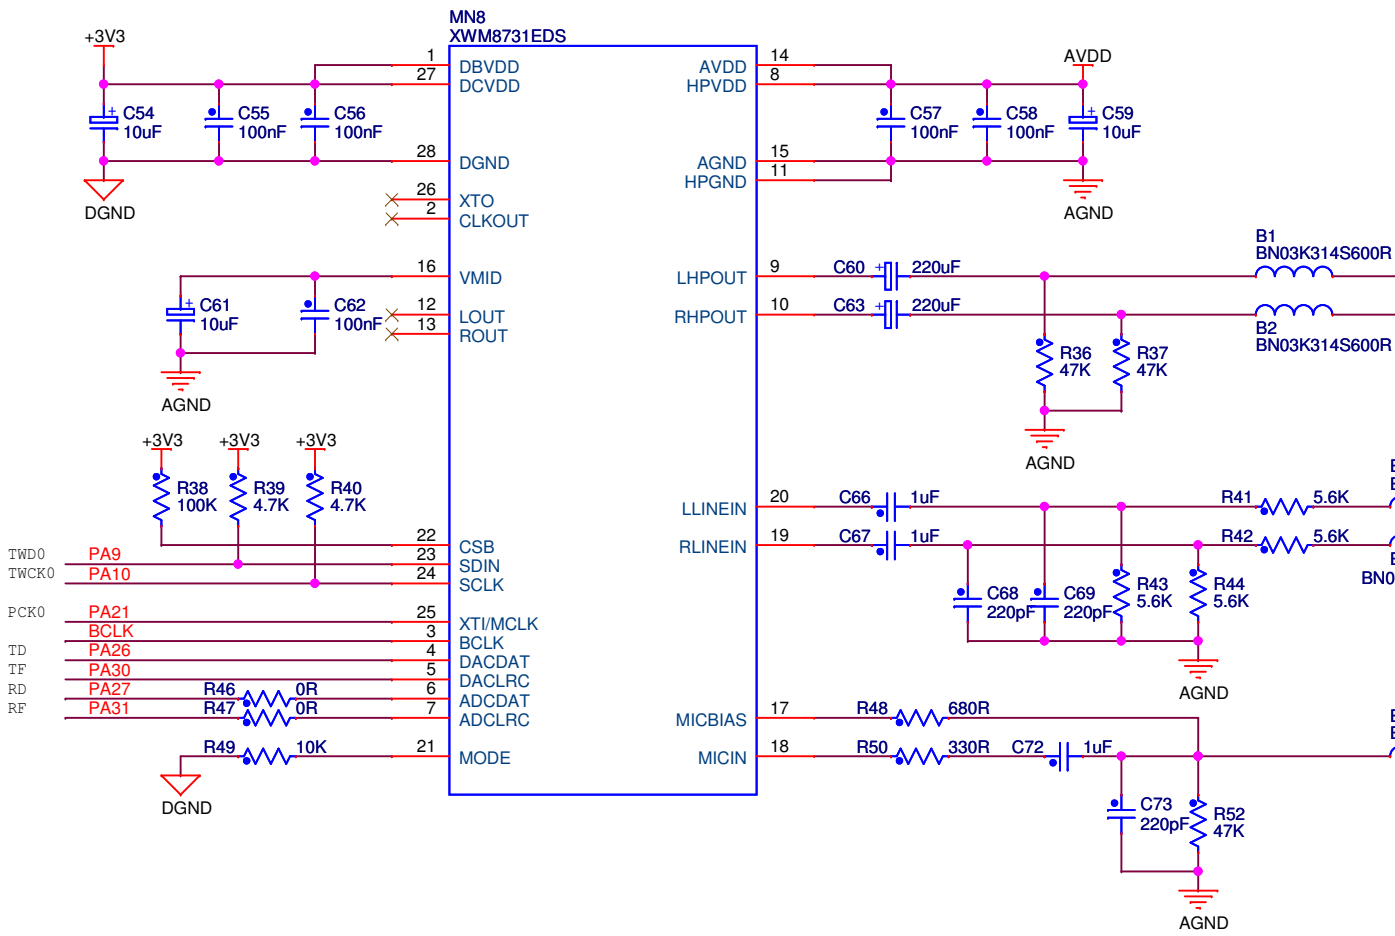 MN8
XWM8731EDS
+3V3
1
DBVDD
27
DCVDD
C54
10uF
C55
100nF
C56
100nF
28
DGND
DGND
26
XTO
2
CLKOUT
16
VMID
C61
10uF
C62
100nF
12
LOUT
13
ROUT
AGND
+3V3
+3V3
+3V3
R38
100K
R39
4.7K
R40
4.7K
22
CSB
TWD0 PA9 23 SDIN
TWCK0 PA10 24 SCLK
PCK0 PA21 25 XTI/MCLK
BCLK 3 BCLK
TD PA26 4 DACDAT
TF PA30 5 DACLRC
RD PA27 R46 0R 6 ADCDAT
RF PA31 R47 0R 7 ADCLRC
R49 10K 21 MODE
DGND
AVDD 14
HPVDD 8
AVDD
C57
100nF
C58
100nF
C59
10uF
+
+
+
+
+
AGND 15
HPGND 11
AGND
LHPOUT 9 C60 220uF
B1
BN03K314S600R
RHPOUT 10 C63 220uF
B2
BN03K314S600R
R36
47K
R37
47K
AGND
LLINEIN 20 C66 1uF R41 5.6K
RLINEIN 19 C67 1uF R42 5.6K
BN0
C68
220pF
C69
220pF
R43
5.6K
R44
5.6K
AGND
MICBIAS 17 R48 680R
MICIN 18 R50 330R C72 1uF
C73
220pF
R52
47K
AGND